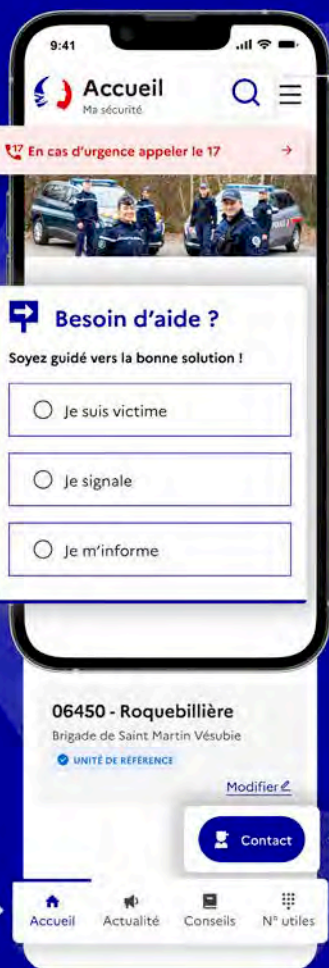 9:41
Accueil
Ma sécurité
17 En cas d'urgence appeler le 17
Besoin d'aide ?
Soyez guidé vers la bonne solution !
Je suis victime
Je signale
Je m'informe
06450 - Roquebillière
Brigade de Saint Martin Vésubie
UNITÉ DE RÉFÉRENCE
Modifier
Contact
Accueil Actualité Conseils N° utiles